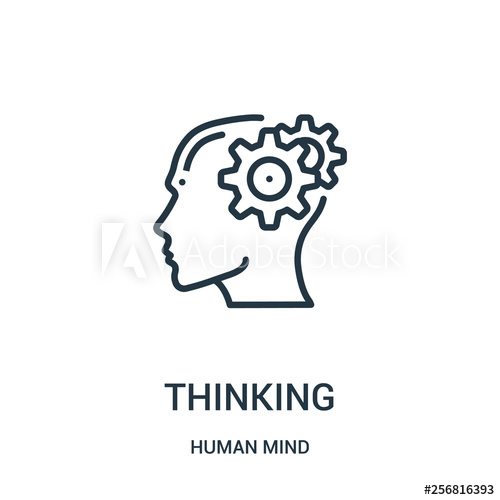 Adobe Stock
THINKING
HUMAN MIND
#256816393